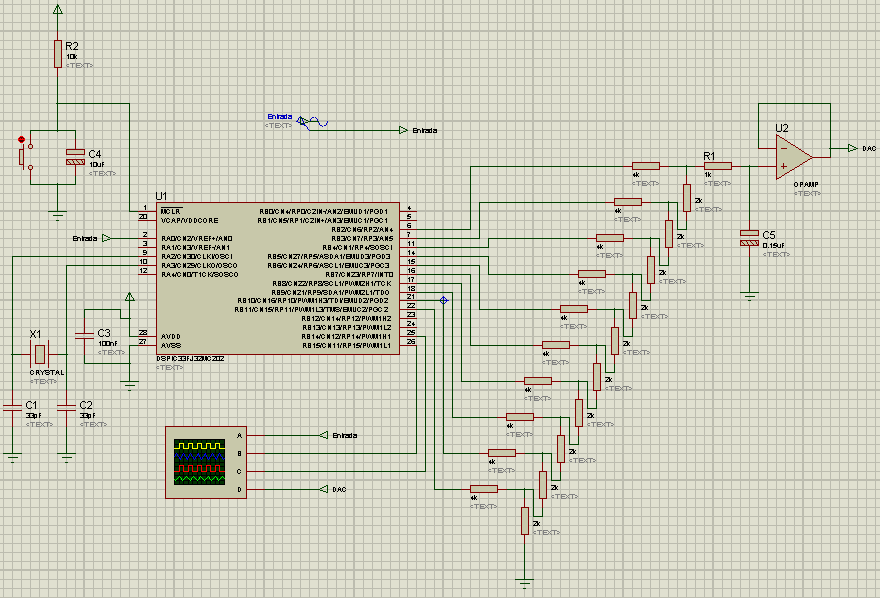 R2
10k
<TEXT>
C4
10uF
<TEXT>
Entrada
<TEXT>
Entrada
U2
DAC
OPAMP
<TEXT>
R1
1k
<TEXT>
C5
0.15uF
<TEXT>
U1
1 MCLR
20 VCAP/VDDCORE
Entrada
2 RA0/CN2/VREF+/AN0
3 RA1/CN3/VREF-/AN1
9 RA2/CN30/CLKI/OSCI
10 RA3/CN29/CLKO/OSCO
12 RA4/CN0/T1CK/SOSCO
28 AVDD
27 AVSS
RB0/CN4/RP0/C2IN-/AN2/EMUD1/PGD1 4
RB1/CN5/RP1/C2IN+/AN3/EMUC1/PGC1 5
RB2/CN6/RP2/AN4 6
RB3/CN7/RP3/AN5 7
RB4/CN1/RP4/SOSCI 11
RB5/CN27/RP5/ASDA1/EMUD3/PGD3 14
RB6/CN24/RP6/ASCL1/EMUC3/PGC3 15
RB7/CN23/RP7/INT0 16
RB8/CN22/RP8/SCL1/PWM2H1/TCK 17
RB9/CN21/RP9/SDA1/PWM2L1/TDO 18
RB10/CN16/RP10/PWM1H3/TDI/EMUD2/PGD2 21
RB11/CN15/RP11/PWM1L3/TMS/EMUC2/PGC2 22
RB12/CN14/RP12/PWM1H2 23
RB13/CN13/RP13/PWM1L2 24
RB14/CN12/RP14/PWM1H1 25
RB15/CN11/RP15/PWM1L1 26
DSPIC33FJ32MC202
<TEXT>
C3
100nF
<TEXT>
X1
CRYSTAL
<TEXT>
C1
33pF
<TEXT>
C2
33pF
<TEXT>
A
B
C
D
Entrada
DAC
4k
<TEXT>
2k
<TEXT>
4k
<TEXT>
2k
<TEXT>
4k
<TEXT>
2k
<TEXT>
4k
<TEXT>
2k
<TEXT>
4k
<TEXT>
2k
<TEXT>
4k
<TEXT>
2k
<TEXT>
4k
<TEXT>
2k
<TEXT>
4k
<TEXT>
2k
<TEXT>
4k
<TEXT>
2k
<TEXT>
4k
<TEXT>
2k
<TEXT>